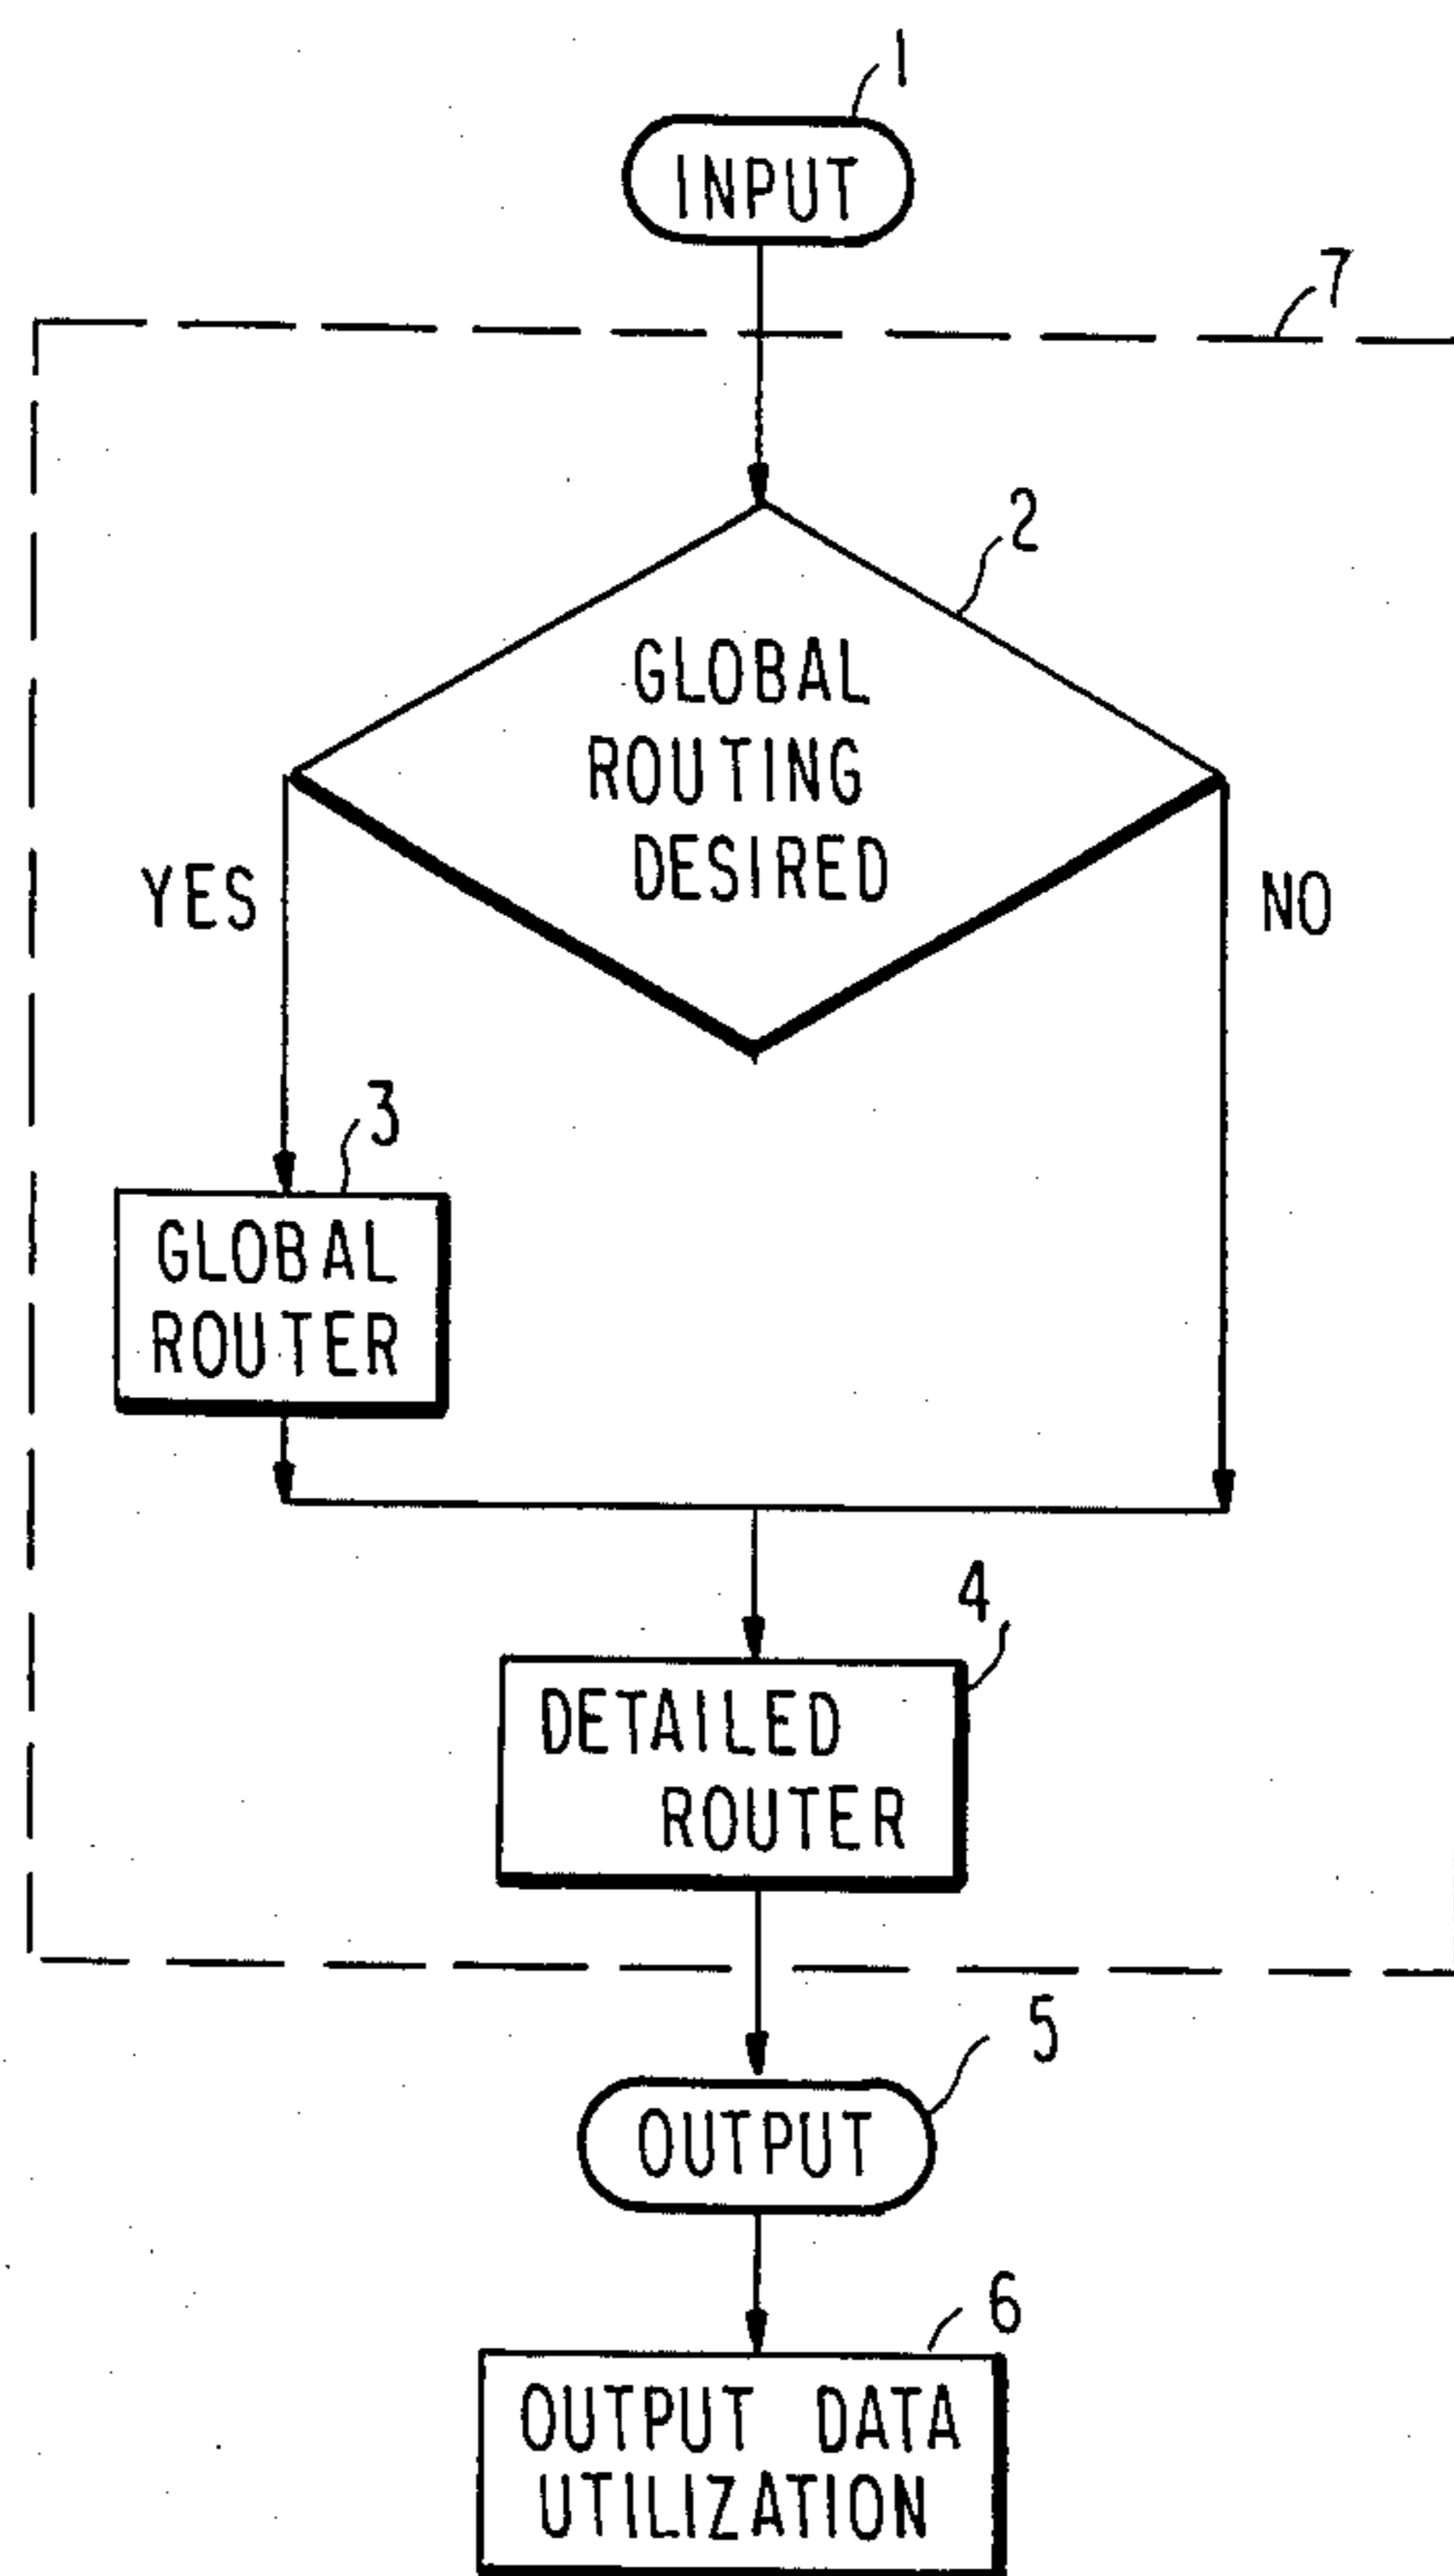 1
INPUT
7
2
GLOBAL
ROUTING
DESIRED
YES
NO
3
GLOBAL
ROUTER
4
DETAILED
ROUTER
5
OUTPUT
6
OUTPUT DATA
UTILIZATION